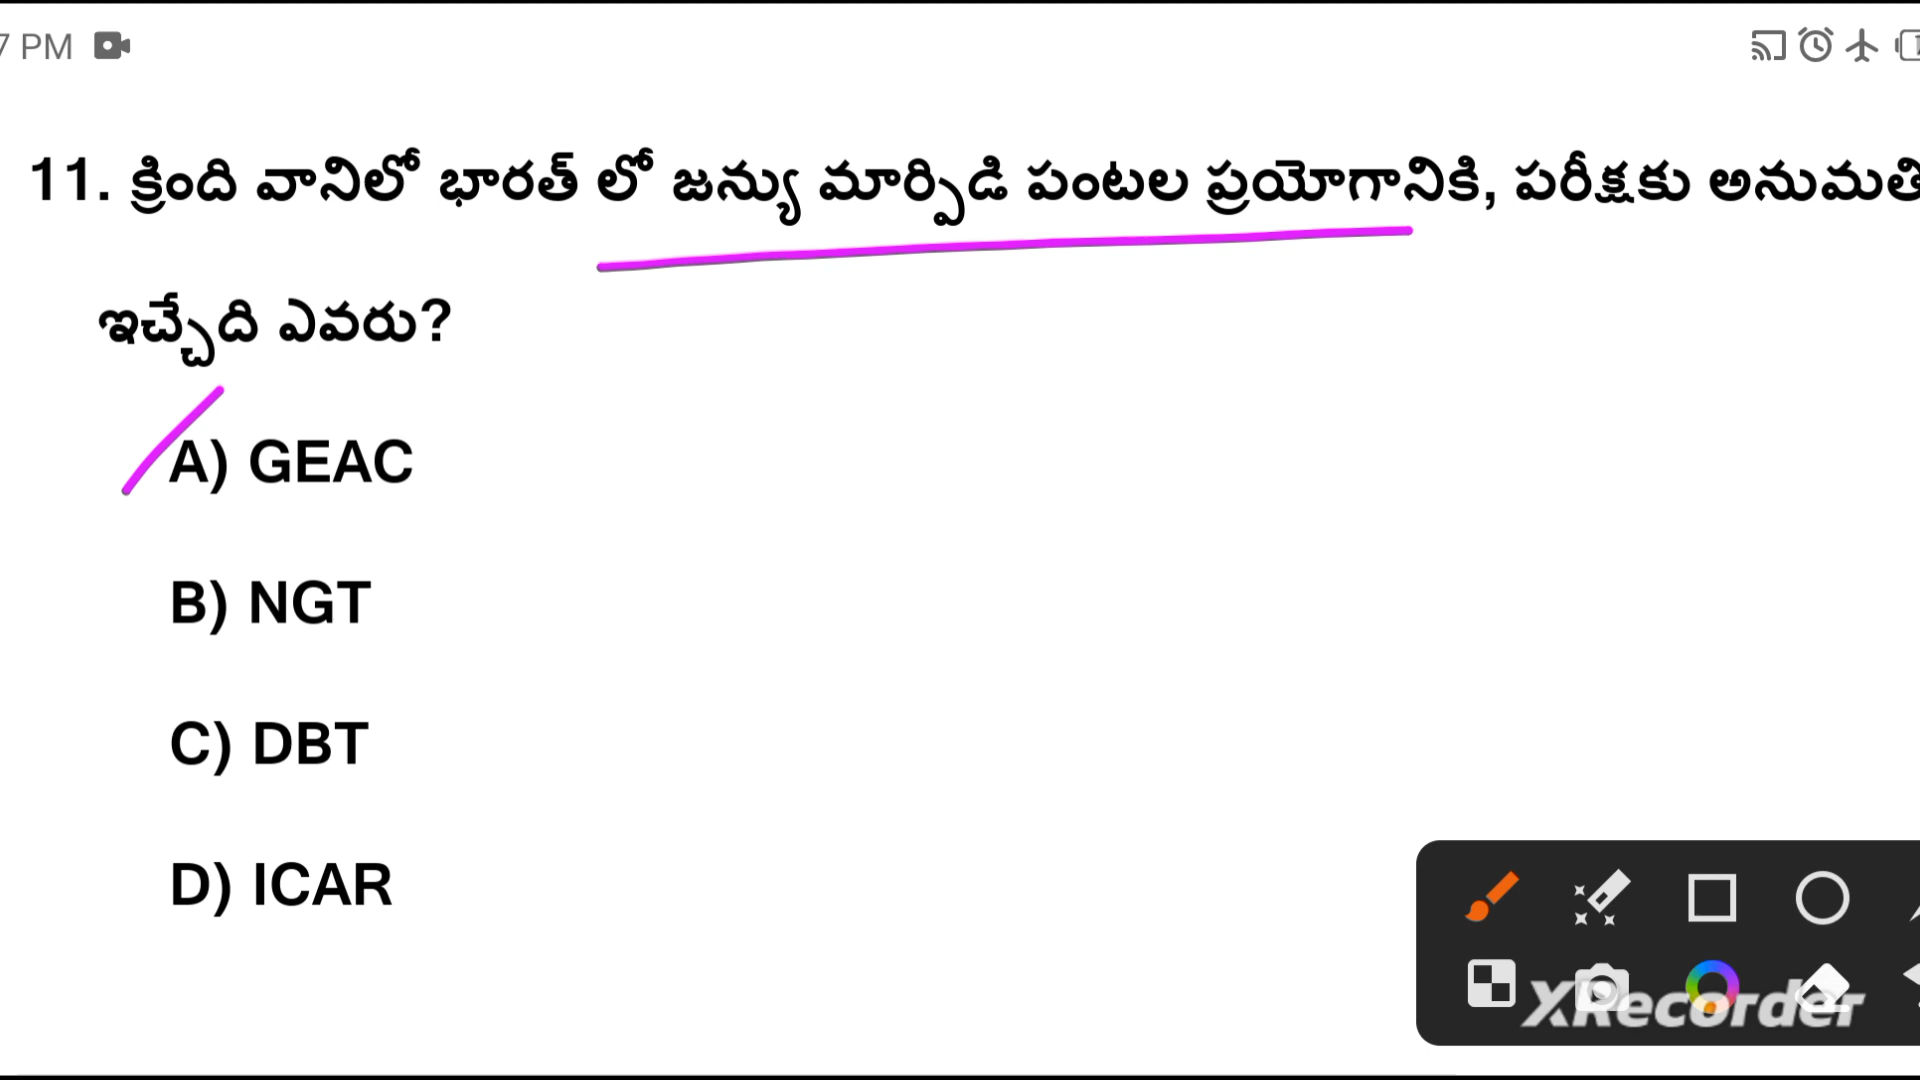 7 PM
11. క్రింది వానిలో భారత్ లో జన్యు మార్పిడి పంటల ప్రయోగానికి, పరీక్షకు అనుమతి
ఇచ్చేది ఎవరు?
A) GEAC
B) NGT
C) DBT
D) ICAR
XRecorder